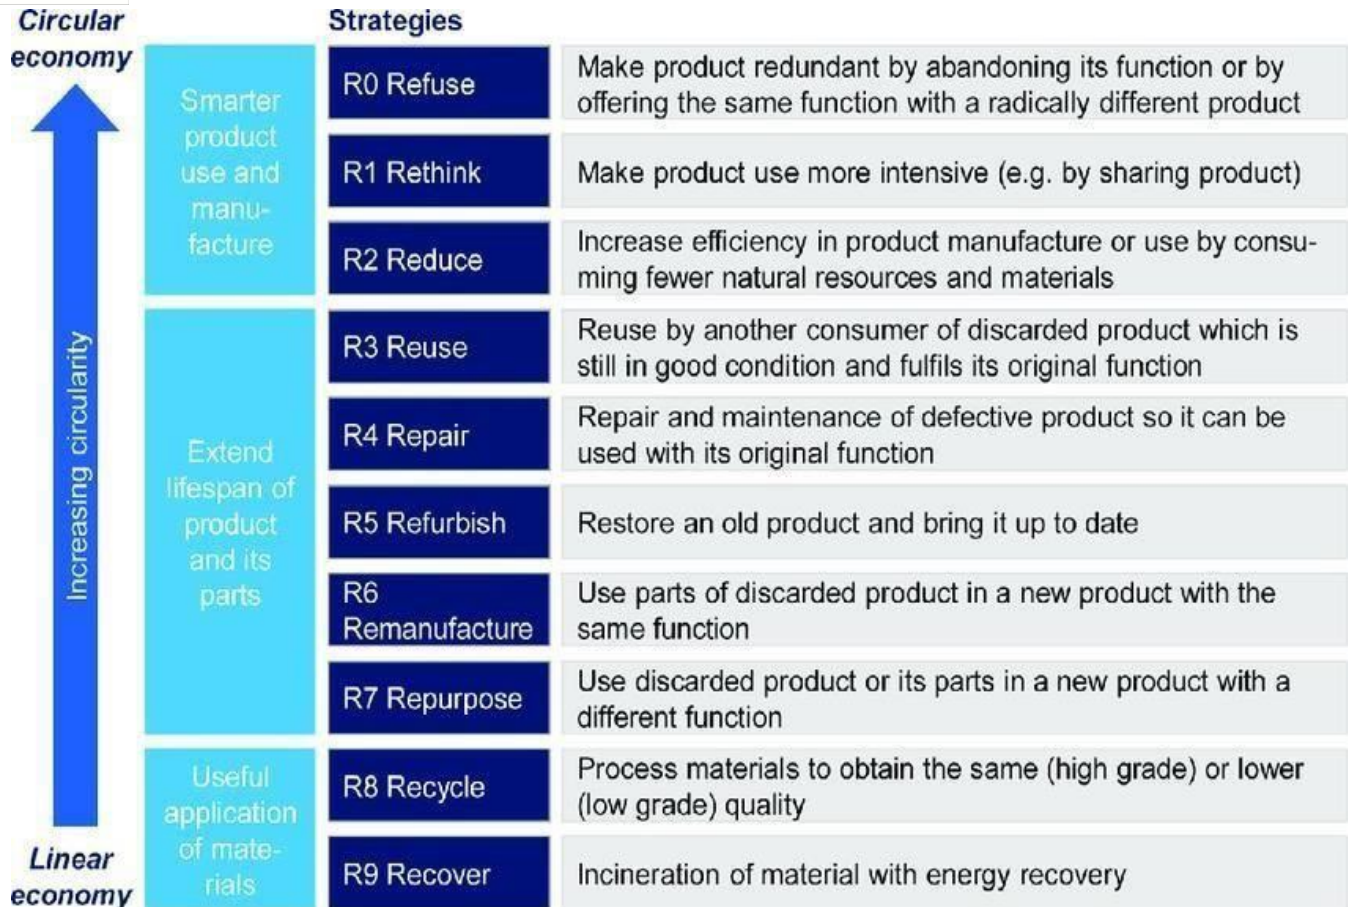 Circular
economy
Strategies
Increasing circularity
Linear
economy
Smarter
product
use and
manu-
facture
R0 Refuse
Make product redundant by abandoning its function or by
offering the same function with a radically different product
R1 Rethink
Make product use more intensive (e.g. by sharing product)
R2 Reduce
Increase efficiency in product manufacture or use by consu-
ming fewer natural resources and materials
Extend
lifespan of
product
and its
parts
R3 Reuse
Reuse by another consumer of discarded product which is
still in good condition and fulfils its original function
R4 Repair
Repair and maintenance of defective product so it can be
used with its original function
R5 Refurbish
Restore an old product and bring it up to date
R6
Remanufacture
Use parts of discarded product in a new product with the
same function
R7 Repurpose
Use discarded product or its parts in a new product with a
different function
Useful
application
of mate-
rials
R8 Recycle
Process materials to obtain the same (high grade) or lower
(low grade) quality
R9 Recover
Incineration of material with energy recovery